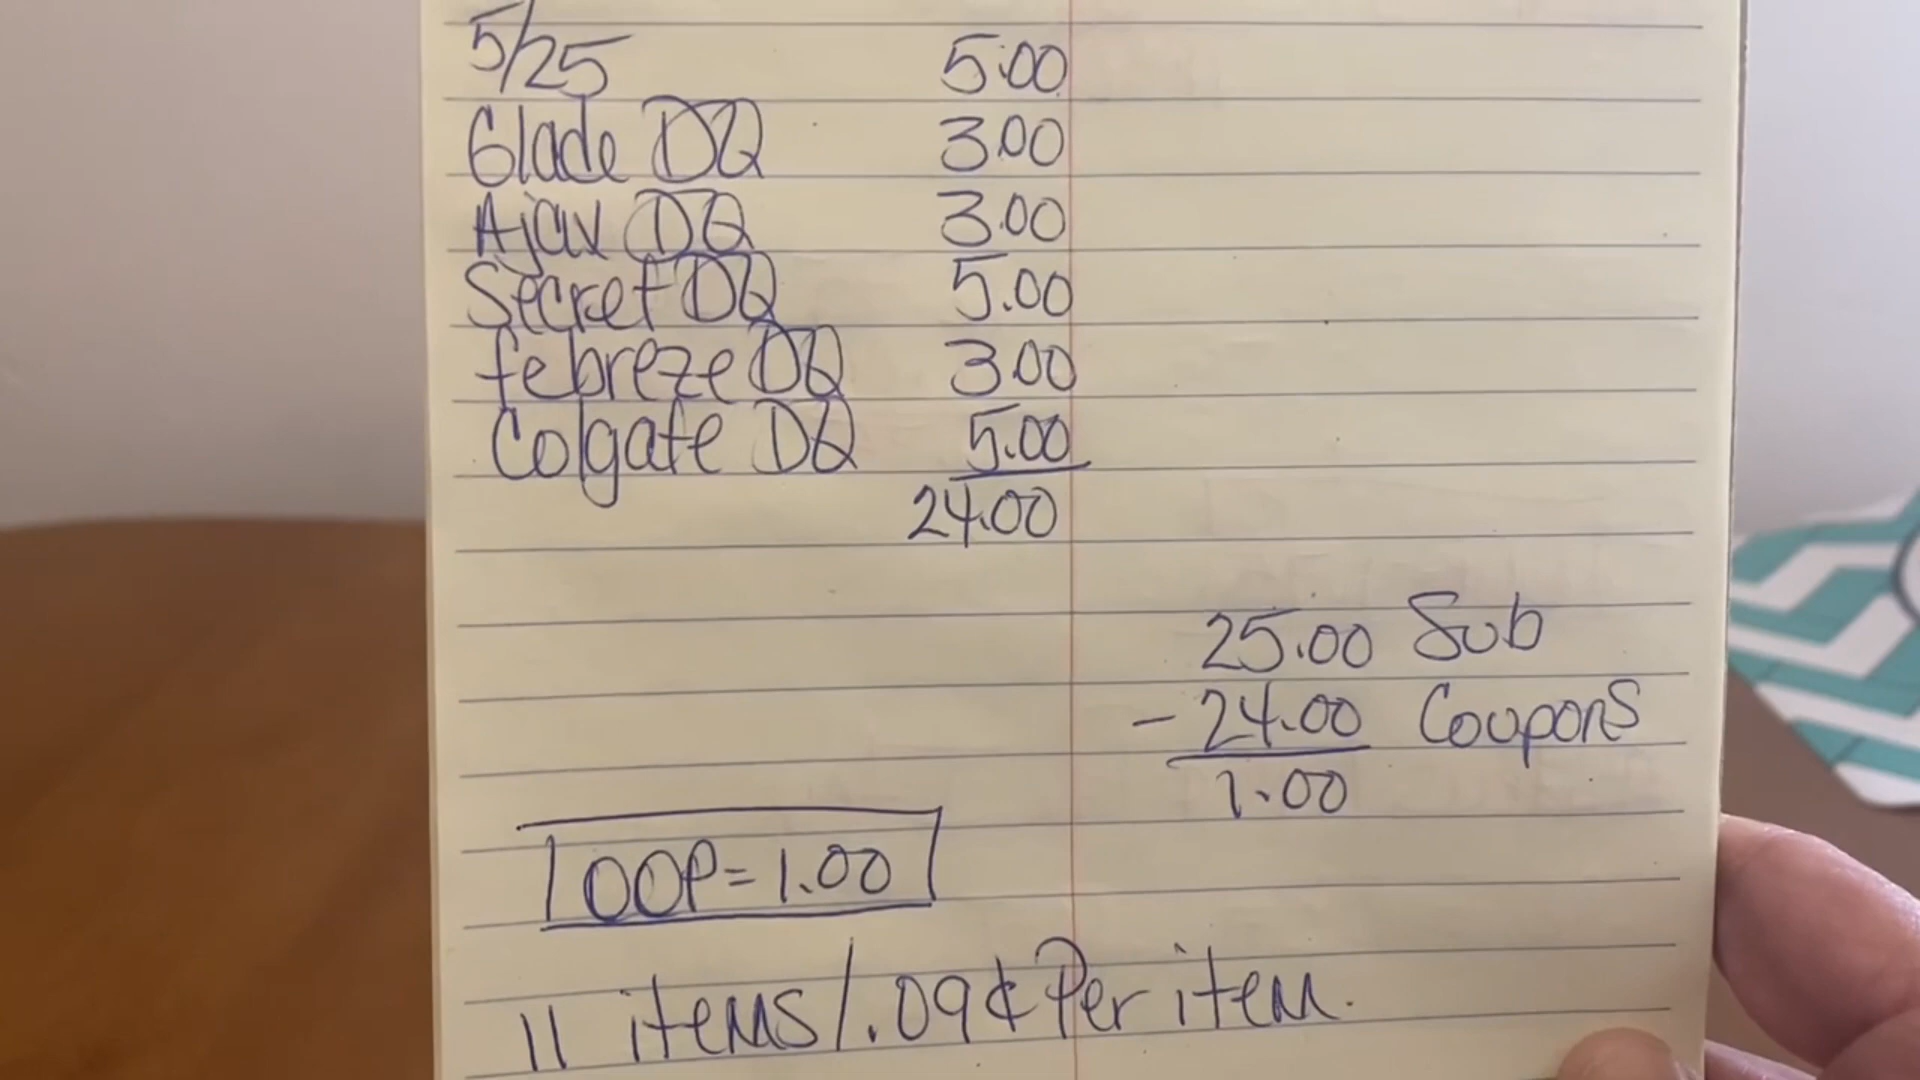 5/25 5.00
Glade DQ 3.00
Ajax DQ 3.00
Secret DQ 5.00
febreze DQ 3.00
Colgate DQ 5.00
24.00
25.00 Sub
- 24.00 Coupons
1.00
OOP = 1.00
11 items / .09¢ Per item.